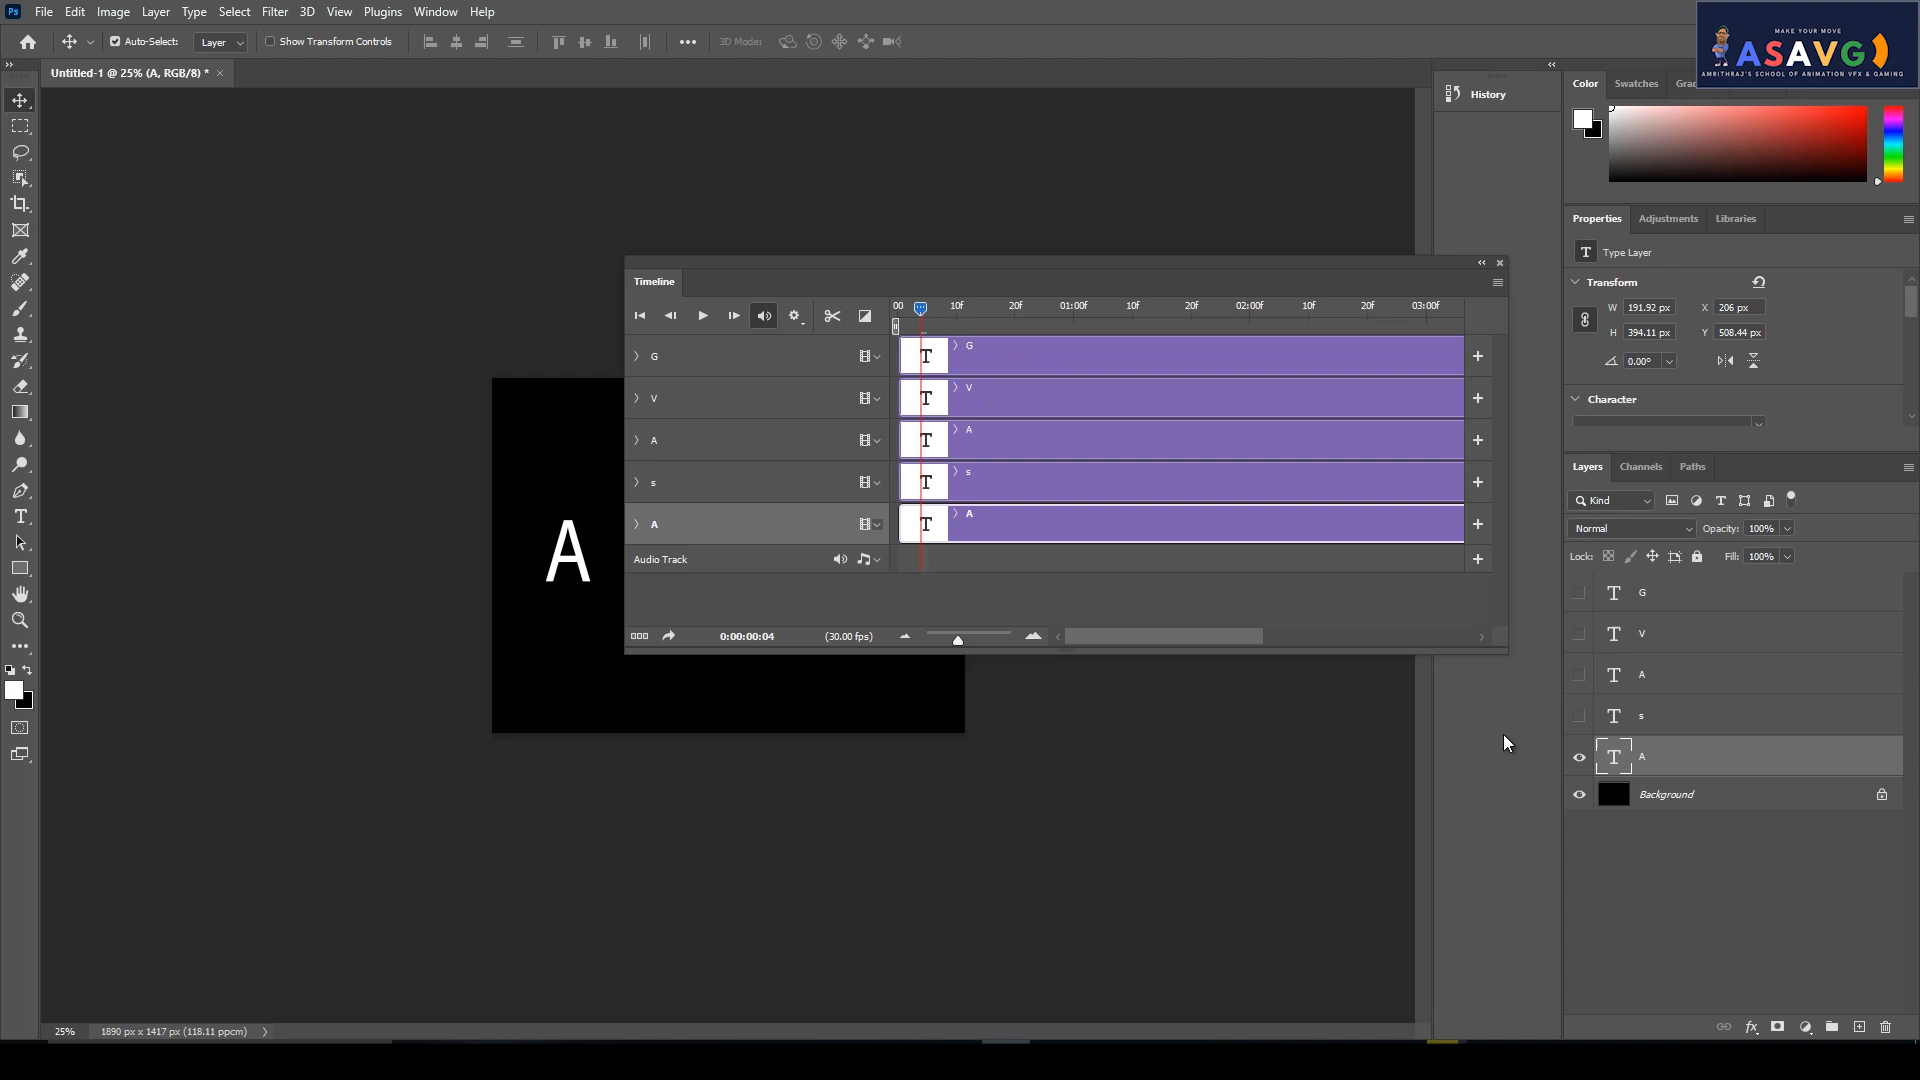 Ps File Edit Image Layer Type Select Filter 3D View Plugins Window Help
Auto-Select: Layer Show Transform Controls 3D Mode:
MAKE YOUR MOVE
ASAVG
AMRITHRAJ'S SCHOOL OF ANIMATION VFX & GAMING
Untitled-1 @ 25% (A, RGB/8) *
History
Color Swatches
Properties Adjustments Libraries
T Type Layer
Transform
W 191.92 px X 206 px
H 394.11 px Y 508.44 px
0.00°
Character
Timeline
00 10f 20f 01:00f 10f 20f 02:00f 10f 20f 03:00f
G T G
V T V
A T A
s T s
A T A
Audio Track
0:00:00:04 (30.00 fps)
A
Layers Channels Paths
Kind
Normal Opacity: 100%
Lock: Fill: 100%
T G
T V
T A
T s
T A
Background
25% 1890 px x 1417 px (118.11 ppcm)